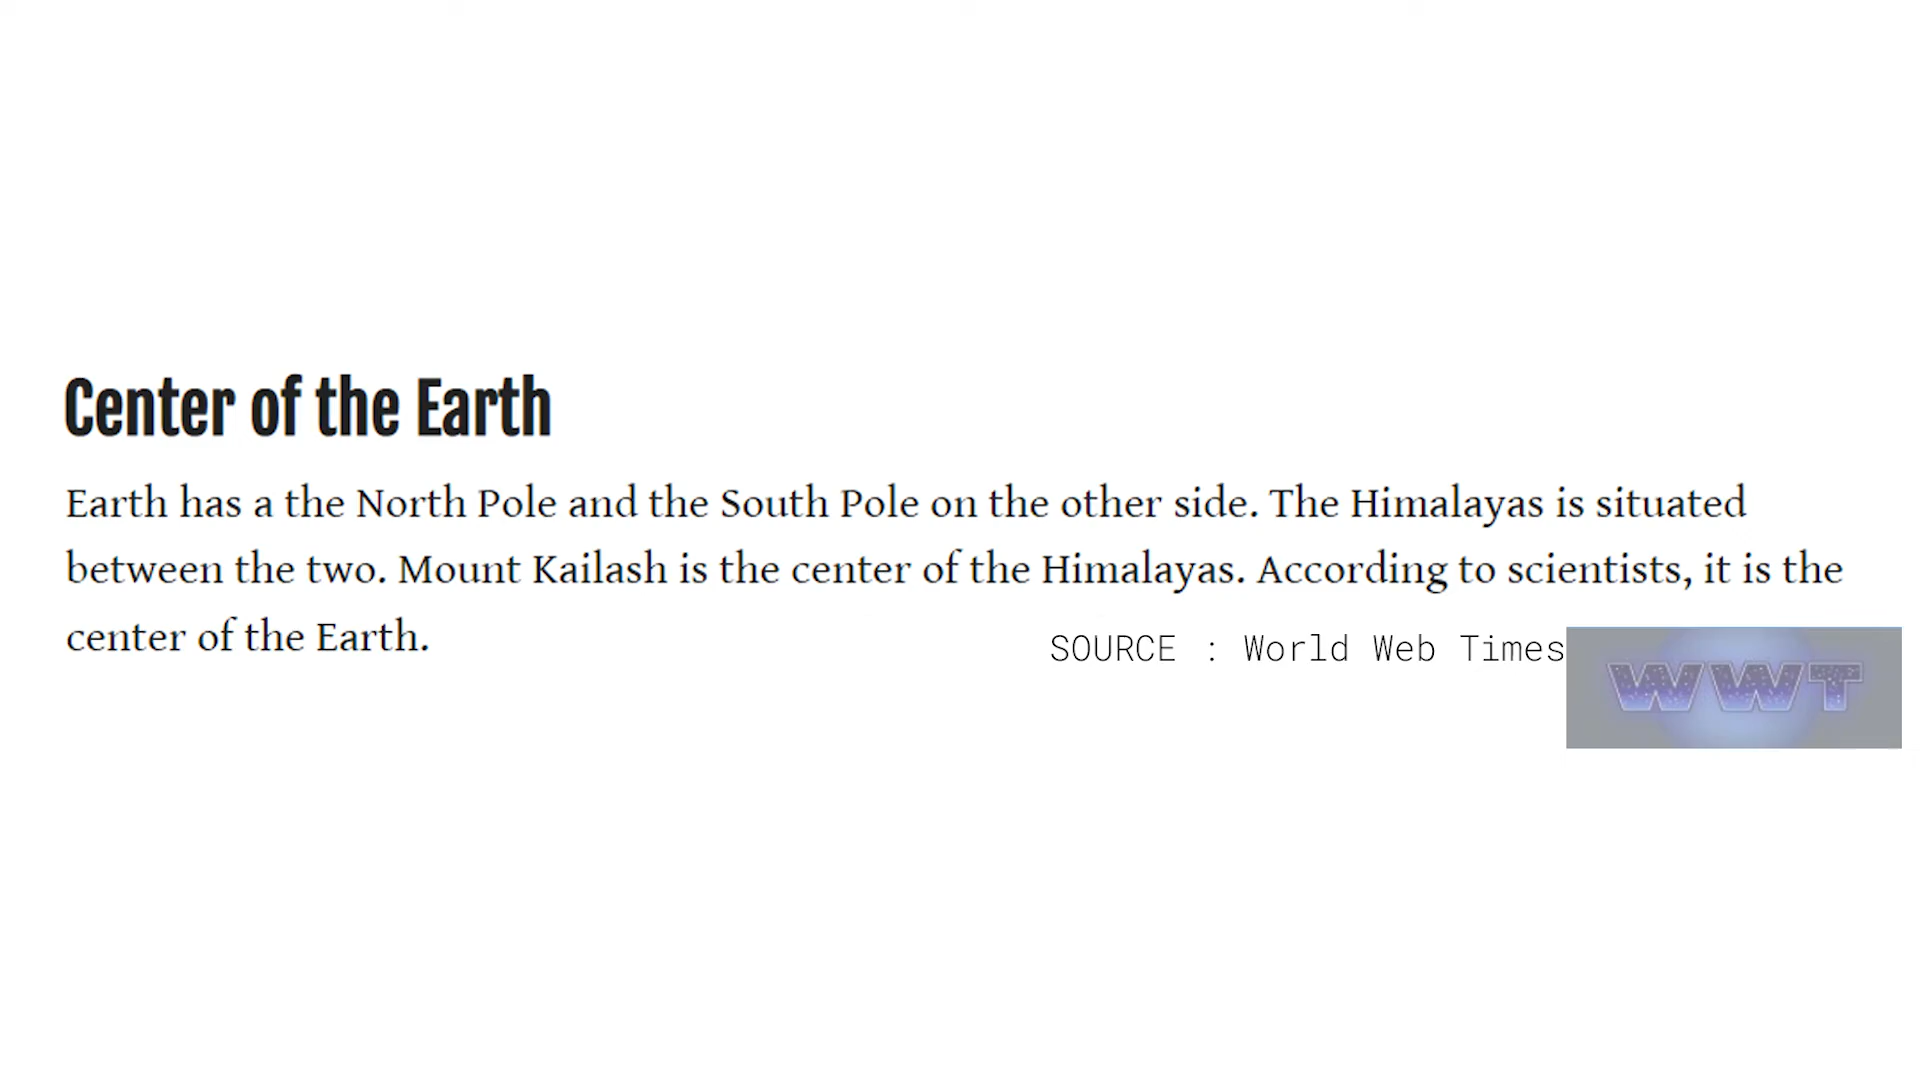 Center of the Earth
Earth has a the North Pole and the South Pole on the other side. The Himalayas is situated
between the two. Mount Kailash is the center of the Himalayas. According to scientists, it is the
center of the Earth.
SOURCE : World Web Times
WWT